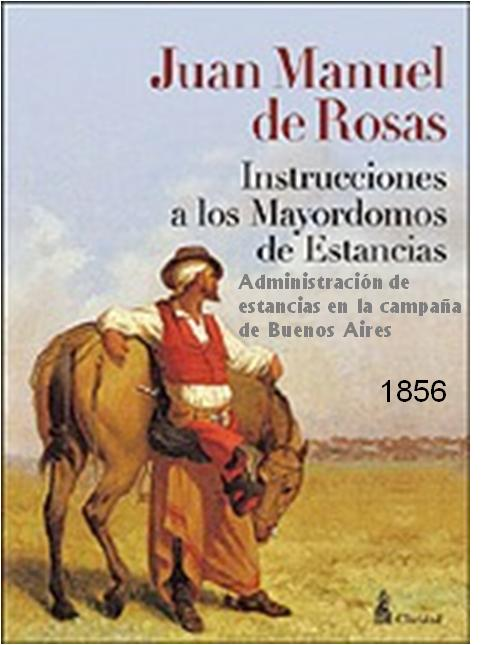 Juan Manuel
de Rosas
Instrucciones
a los Mayordomos
de Estancias
Administración de
estancias en la campaña
de Buenos Aires
1856
Claridad